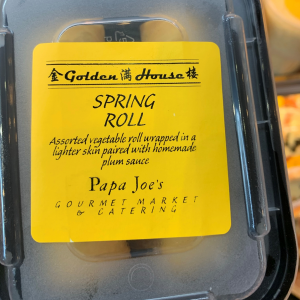 金 Golden 滿 House 楼
SPRING
ROLL
Assorted vegetable roll wrapped in a
lighter skin paired with homemade
plum sauce
Papa Joe's
GOURMET MARKET
& CATERING